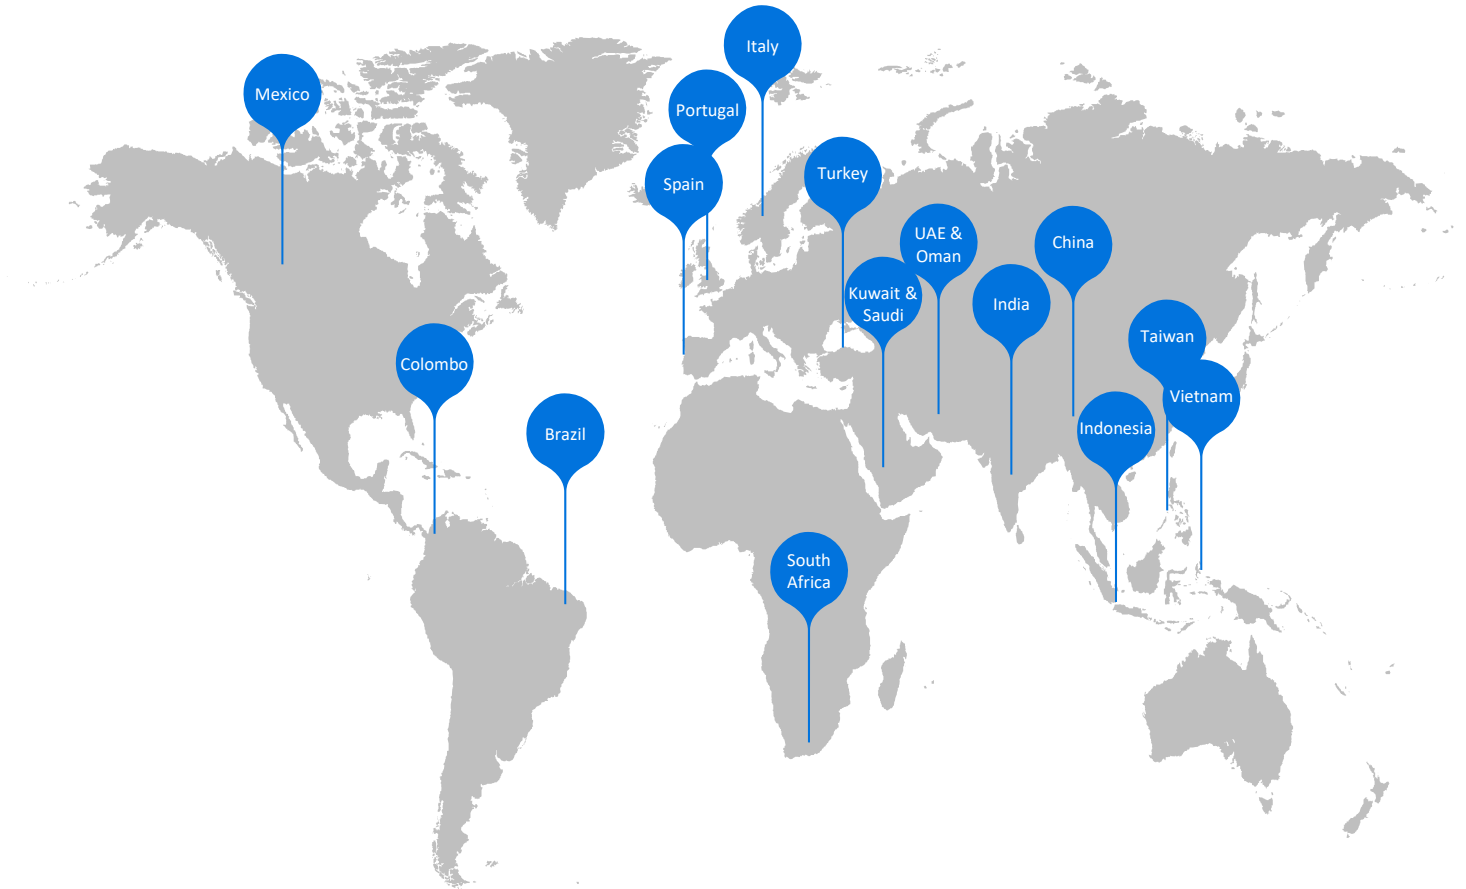 Italy
Mexico
Portugal
Turkey
Spain
UAE &
Oman
China
Kuwait &
Saudi
India
Taiwan
Colombo
Vietnam
Indonesia
Brazil
South
Africa